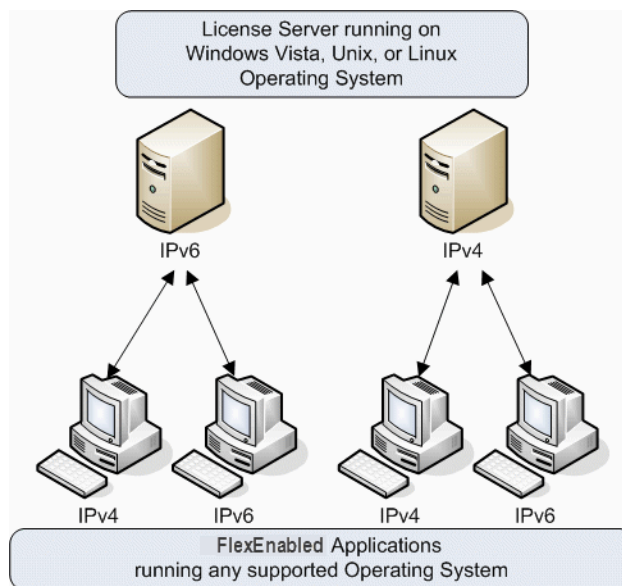 License Server running on
Windows Vista, Unix, or Linux
Operating System
IPv6
IPv4
IPv4
IPv6
IPv4
IPv6
FlexEnabled Applications
running any supported Operating System